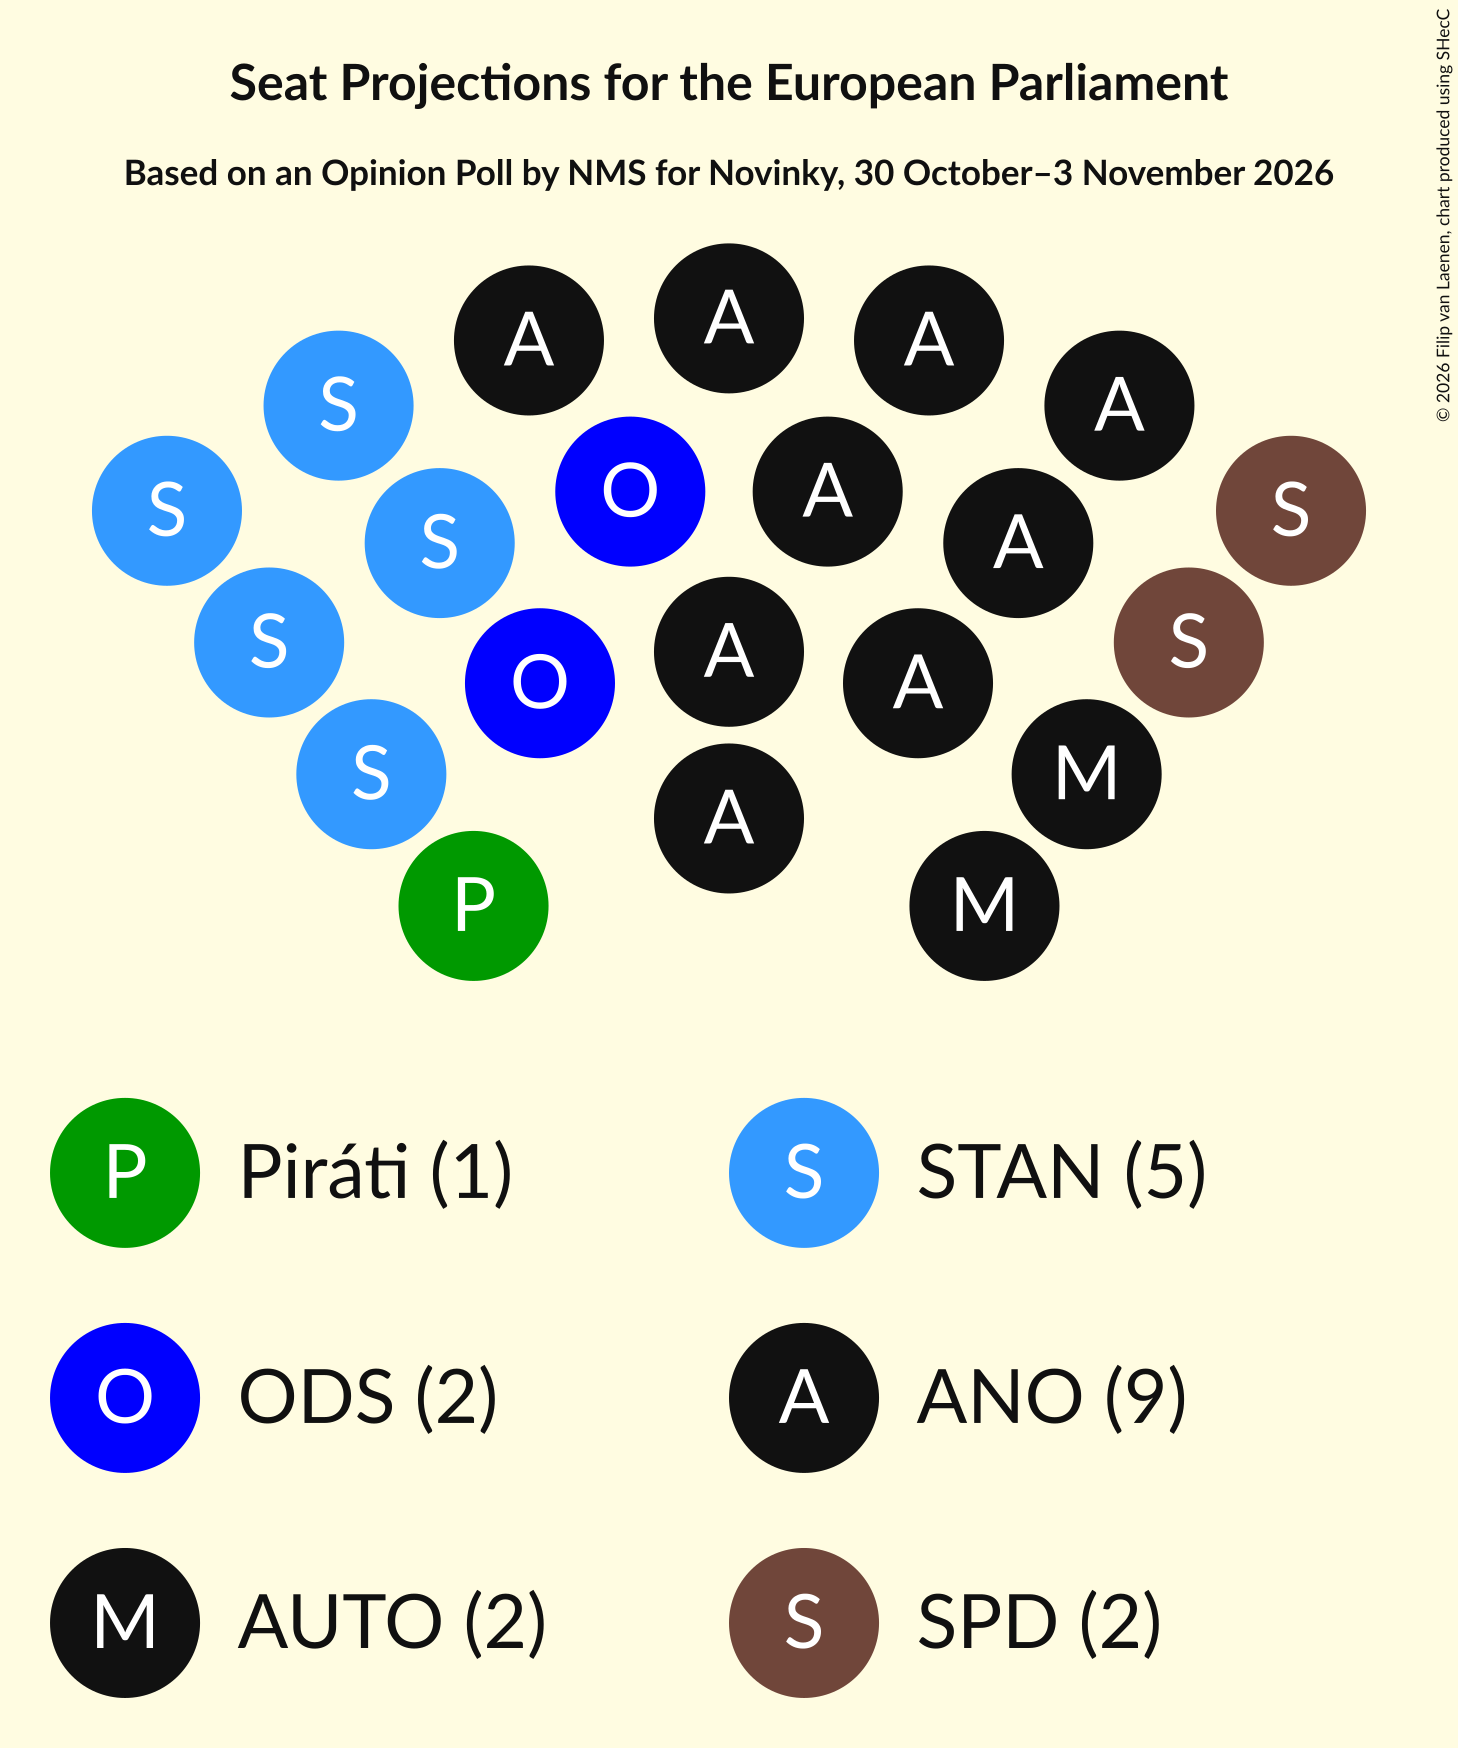 Seat Projections for the European Parliament
Based on an Opinion Poll by NMS for Novinky, 30 October–3 November 2026
© 2026 Filip van Laenen, chart produced using SHecC
A
A A
S A
S S
O A
S A
S S
O A A
S M
A
P M
P Piráti (1)
S STAN (5)
O ODS (2)
A ANO (9)
M AUTO (2)
S SPD (2)